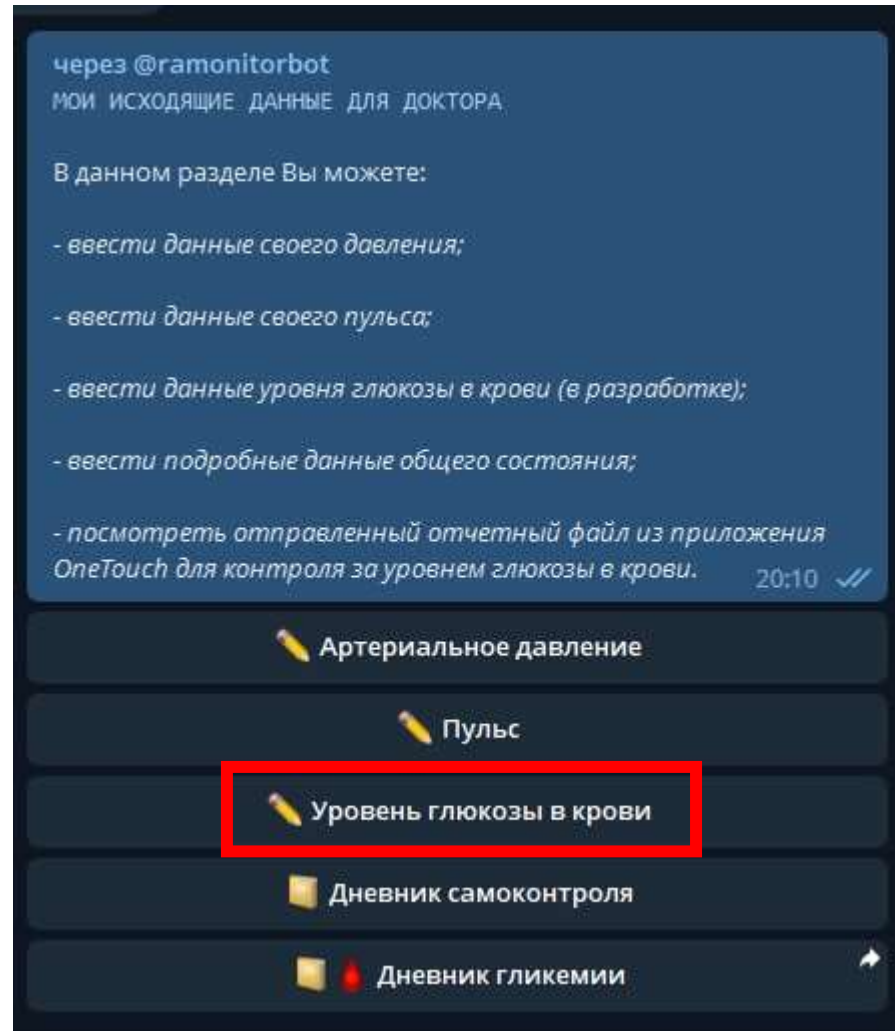 через @ramonitorbot
МОИ ИСХОДЯЩИЕ ДАННЫЕ ДЛЯ ДОКТОРА
В данном разделе Вы можете:
- ввести данные своего давления;
- ввести данные своего пульса;
- ввести данные уровня глюкозы в крови (в разработке);
- ввести подробные данные общего состояния;
- посмотреть отправленный отчетный файл из приложения
OneTouch для контроля за уровнем глюкозы в крови.
20:10
Артериальное давление
Пульс
Уровень глюкозы в крови
Дневник самоконтроля
Дневник гликемии